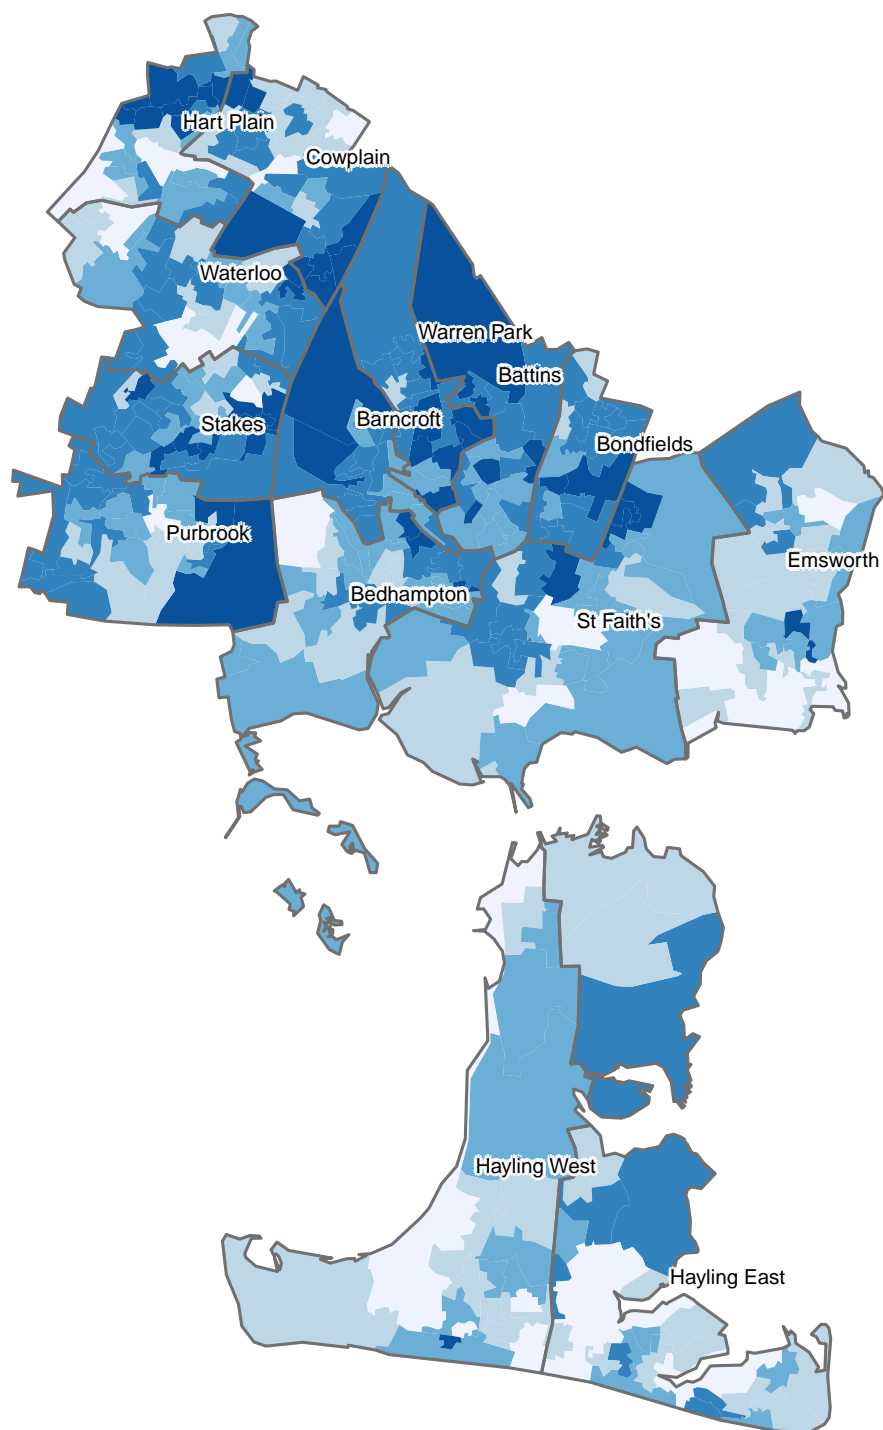 Hart Plain
Cowplain
Waterloo
Warren Park
Battins
Barncroft
Stakes
Bondfields
Purbrook
Emsworth
Bedhampton
St Faith's
Hayling West
Hayling East